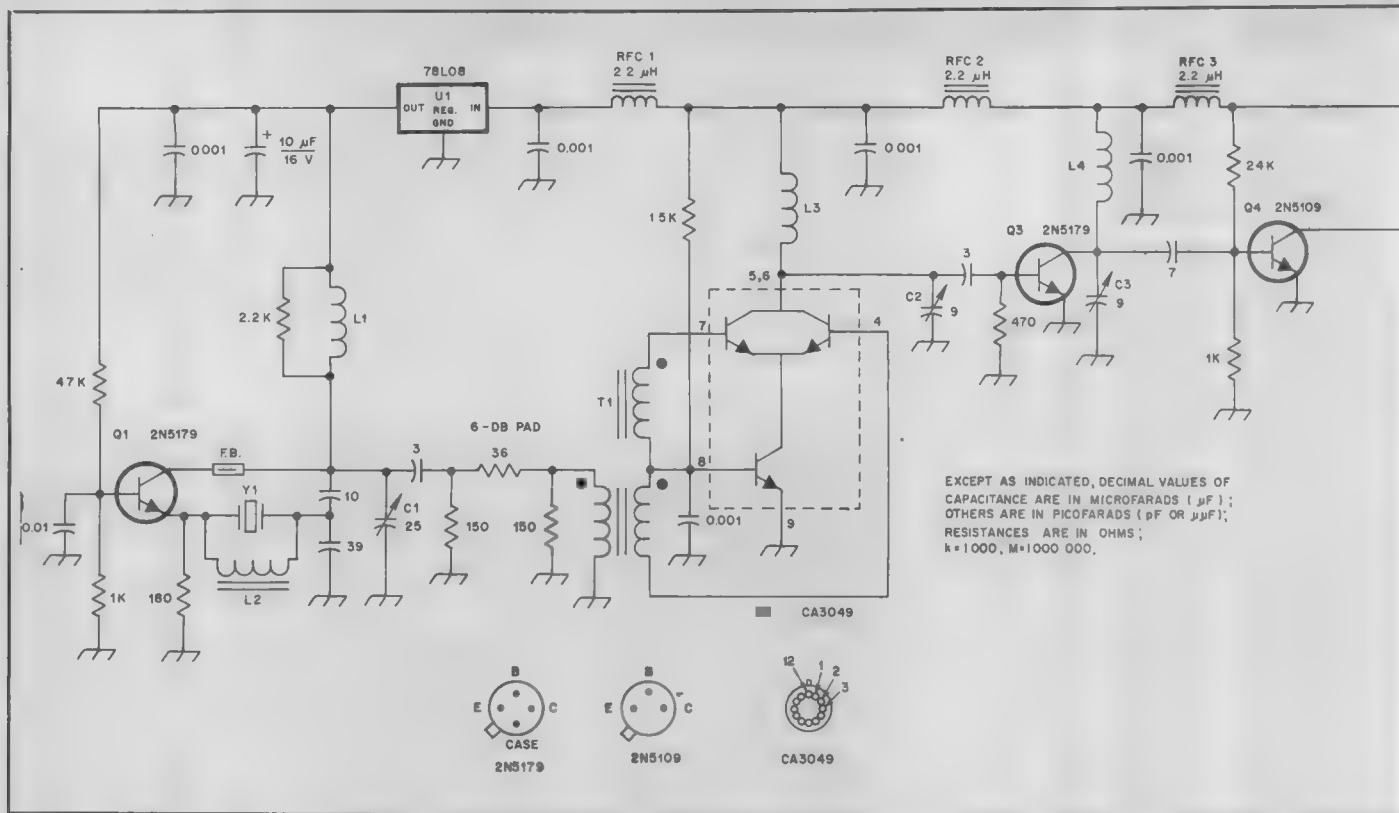 RFC 1
2.2 µH
RFC 2
2.2 µH
RFC 3
2.2 µH
78L08
U1
OUT REG. IN
GND
0.001
+ 10 µF
16 V
0.001
0.001
0.001
L4
24K
L3
15K
Q3 2N5179
Q4 2N5109
5,6
3
7
C2
9
C3
9
470
1K
2.2K
L1
7
4
47K
T1
6-DB PAD
Q1 2N5179
F.B.
3
36
8
Y1
10
C1
25
150
150
0.001
9
0.01
39
1K
180
L2
CA3049
EXCEPT AS INDICATED, DECIMAL VALUES OF
CAPACITANCE ARE IN MICROFARADS (µF);
OTHERS ARE IN PICOFARADS (pF OR µµF);
RESISTANCES ARE IN OHMS;
k=1000, M=1000 000.
B
E C
CASE
2N5179
B
E C
2N5109
12 1 2 3
CA3049